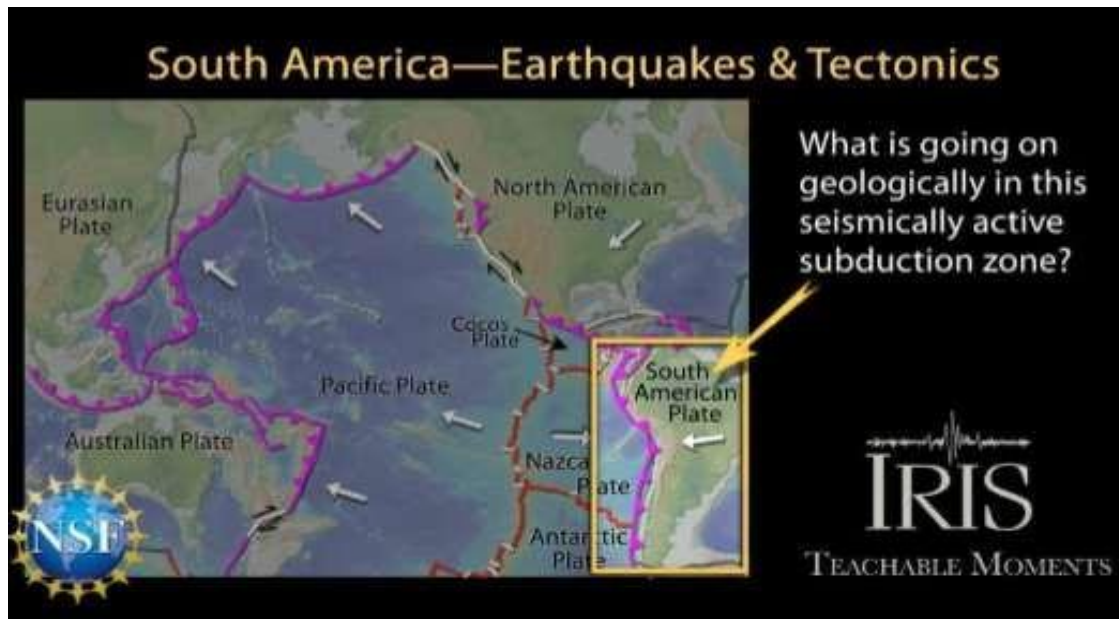 South America—Earthquakes & Tectonics
What is going on
geologically in this
seismically active
subduction zone?
Eurasian
Plate
North American
Plate
Cocos
Plate
South
American
Plate
Pacific Plate
Australian Plate
Nazca
Plate
Antarctic
Plate
NSF
IRIS
TEACHABLE MOMENTS